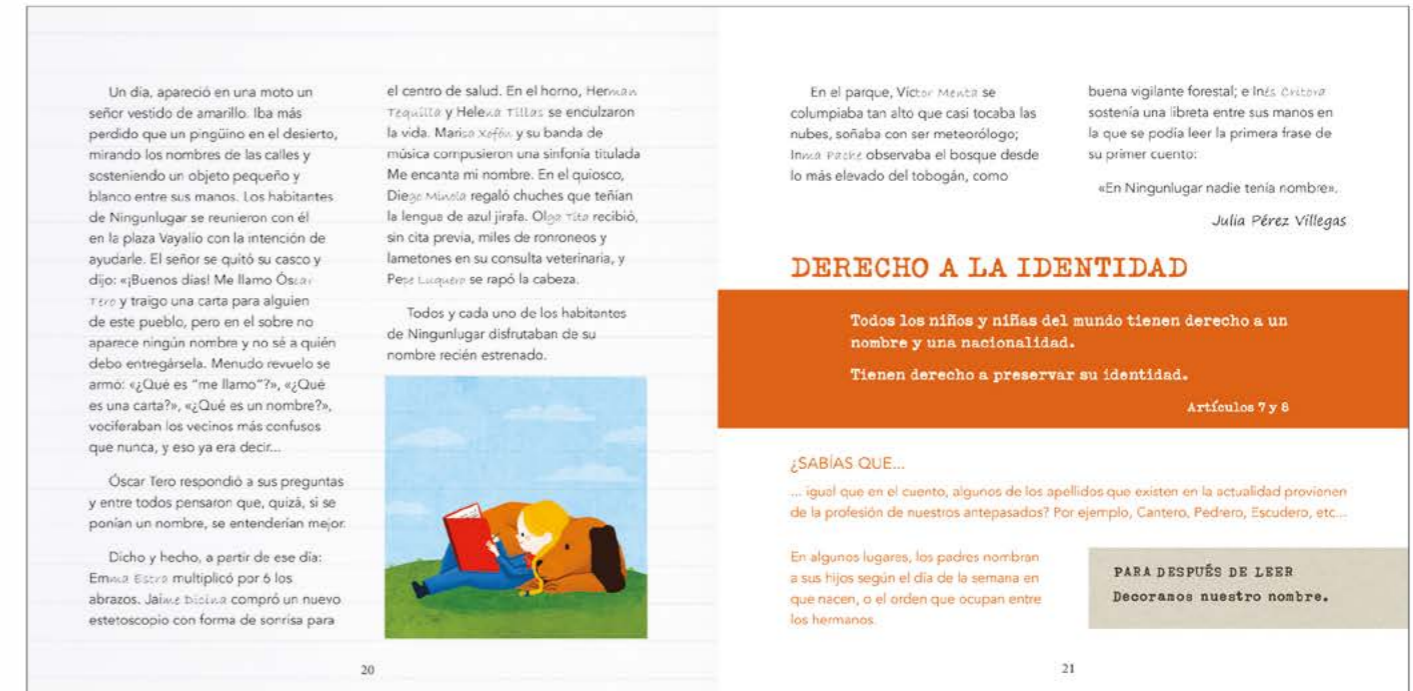 Un día, apareció en una moto un
señor vestido de amarillo. Iba más
perdido que un pingüino en el desierto,
mirando los nombres de las calles y
sosteniendo un objeto pequeño y
blanco entre sus manos. Los habitantes
de Ningunlugar se reunieron con él
en la plaza Vayalío con la intención de
ayudarle. El señor se quitó su casco y
dijo: «¡Buenos días! Me llamo Óscar
Tero y traigo una carta para alguien
de este pueblo, pero en el sobre no
aparece ningún nombre y no sé a quién
debo entregársela. Menudo revuelo se
armó: «¿Qué es "me llamo"?», «¿Qué
es una carta?», «¿Qué es un nombre?»,
vociferaban los vecinos más confusos
que nunca, y eso ya era decir...
Óscar Tero respondió a sus preguntas
y entre todos pensaron que, quizá, si se
ponían un nombre, se entenderían mejor.
Dicho y hecho, a partir de ese día:
Emma Estra multiplicó por 6 los
abrazos. Jaime Dicina compró un nuevo
estetoscopio con forma de sonrisa para
el centro de salud. En el horno, Herman
Tequilla y Helena Tillas se enculzaron
la vida. Marisa Xofón y su banda de
música compusieron una sinfonía titulada
Me encanta mi nombre. En el quiosco,
Diego Minola regaló chuches que teñían
la lengua de azul jirafa. Olga Tita recibió,
sin cita previa, miles de ronroneos y
lametones en su consulta veterinaria, y
Pepe Luquero se rapó la cabeza.
Todos y cada uno de los habitantes
de Ningunlugar disfrutaban de su
nombre recién estrenado.
20
En el parque, Víctor Menta se
columpiaba tan alto que casi tocaba las
nubes, soñaba con ser meteorólogo;
Inma Parke observaba el bosque desde
lo más elevado del tobogán, como
buena vigilante forestal; e Inés Critora
sostenía una libreta entre sus manos en
la que se podía leer la primera frase de
su primer cuento:
«En Ningunlugar nadie tenía nombre».
Julia Pérez Villegas
DERECHO A LA IDENTIDAD
Todos los niños y niñas del mundo tienen derecho a un
nombre y una nacionalidad.
Tienen derecho a preservar su identidad.
Artículos 7 y 8
¿SABÍAS QUE...
... igual que en el cuento, algunos de los apellidos que existen en la actualidad provienen
de la profesión de nuestros antepasados? Por ejemplo, Cantero, Pedrero, Escudero, etc...
En algunos lugares, los padres nombran
a sus hijos según el día de la semana en
que nacen, o el orden que ocupan entre
los hermanos.
PARA DESPUÉS DE LEER
Decoramos nuestro nombre.
21